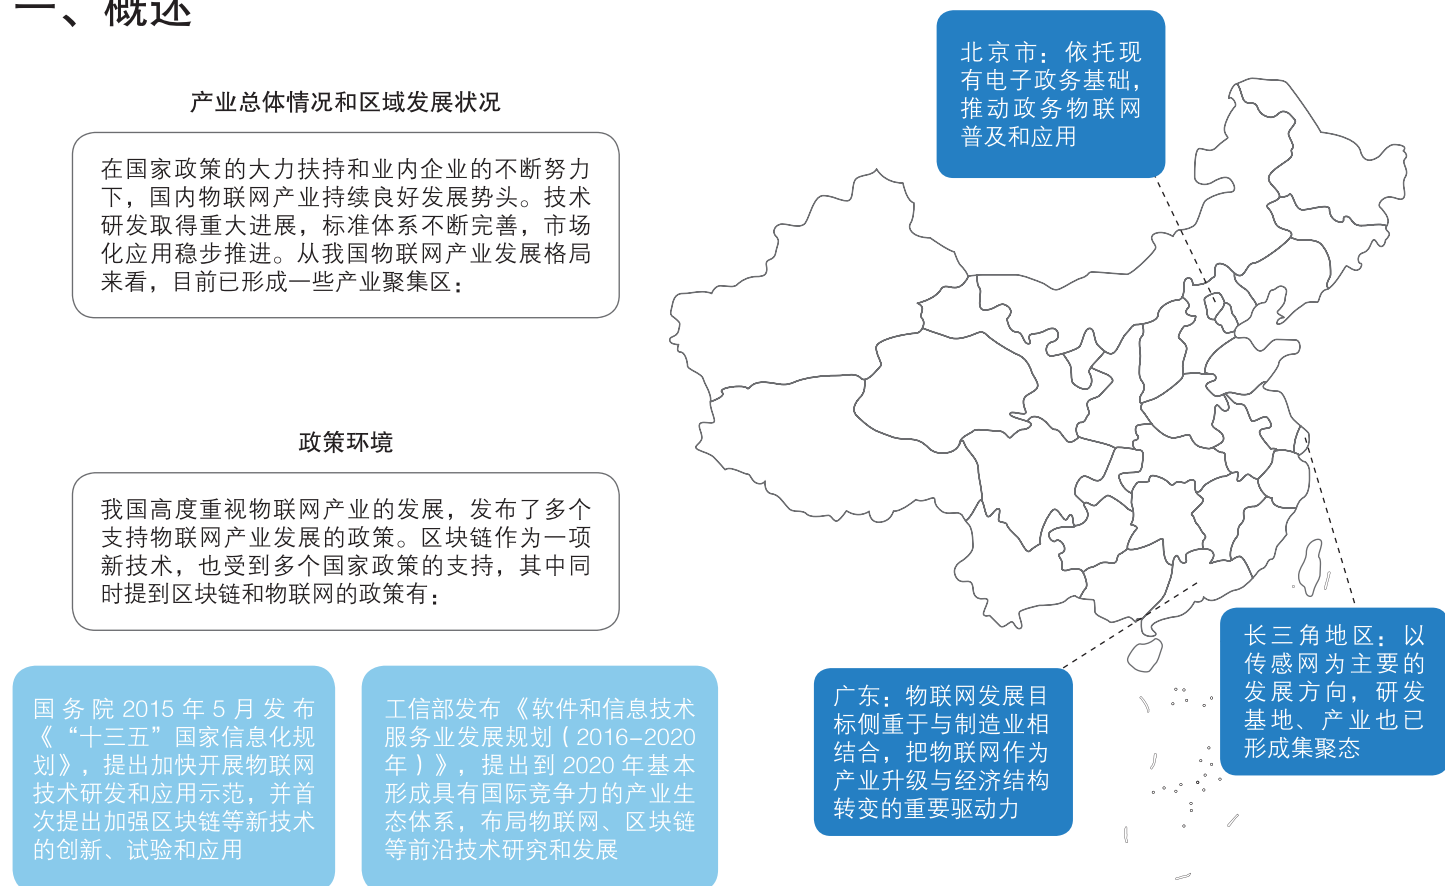 一、概述
产业总体情况和区域发展状况
在国家政策的大力扶持和业内企业的不断努力
下，国内物联网产业持续良好发展势头。技术
研发取得重大进展，标准体系不断完善，市场
化应用稳步推进。从我国物联网产业发展格局
来看，目前已形成一些产业聚集区：
政策环境
我国高度重视物联网产业的发展，发布了多个
支持物联网产业发展的政策。区块链作为一项
新技术，也受到多个国家政策的支持，其中同
时提到区块链和物联网的政策有：
国务院 2015 年 5 月发布
《“十三五”国家信息化规
划》，提出加快开展物联网
技术研发和应用示范，并首
次提出加强区块链等新技术
的创新、试验和应用
工信部发布《软件和信息技术
服务业发展规划（2016-2020
年）》，提出到 2020 年基本
形成具有国际竞争力的产业生
态体系，布局物联网、区块链
等前沿技术研究和发展
北京市：依托现
有电子政务基础，
推动政务物联网
普及和应用
广东：物联网发展目
标侧重于与制造业相
结合，把物联网作为
产业升级与经济结构
转变的重要驱动力
长三角地区：以
传感网为主要的
发展方向，研发
基地、产业也已
形成集聚态